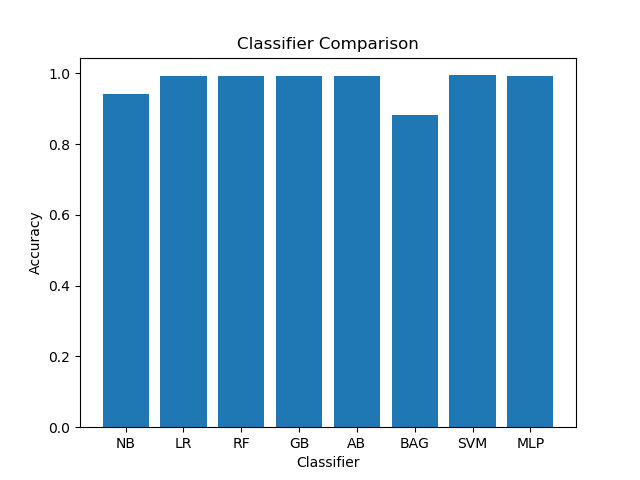 Classifier Comparison
1.0
0.8
0.6
0.4
0.2
0.0
Accuracy
NB LR RF GB AB BAG SVM MLP
Classifier